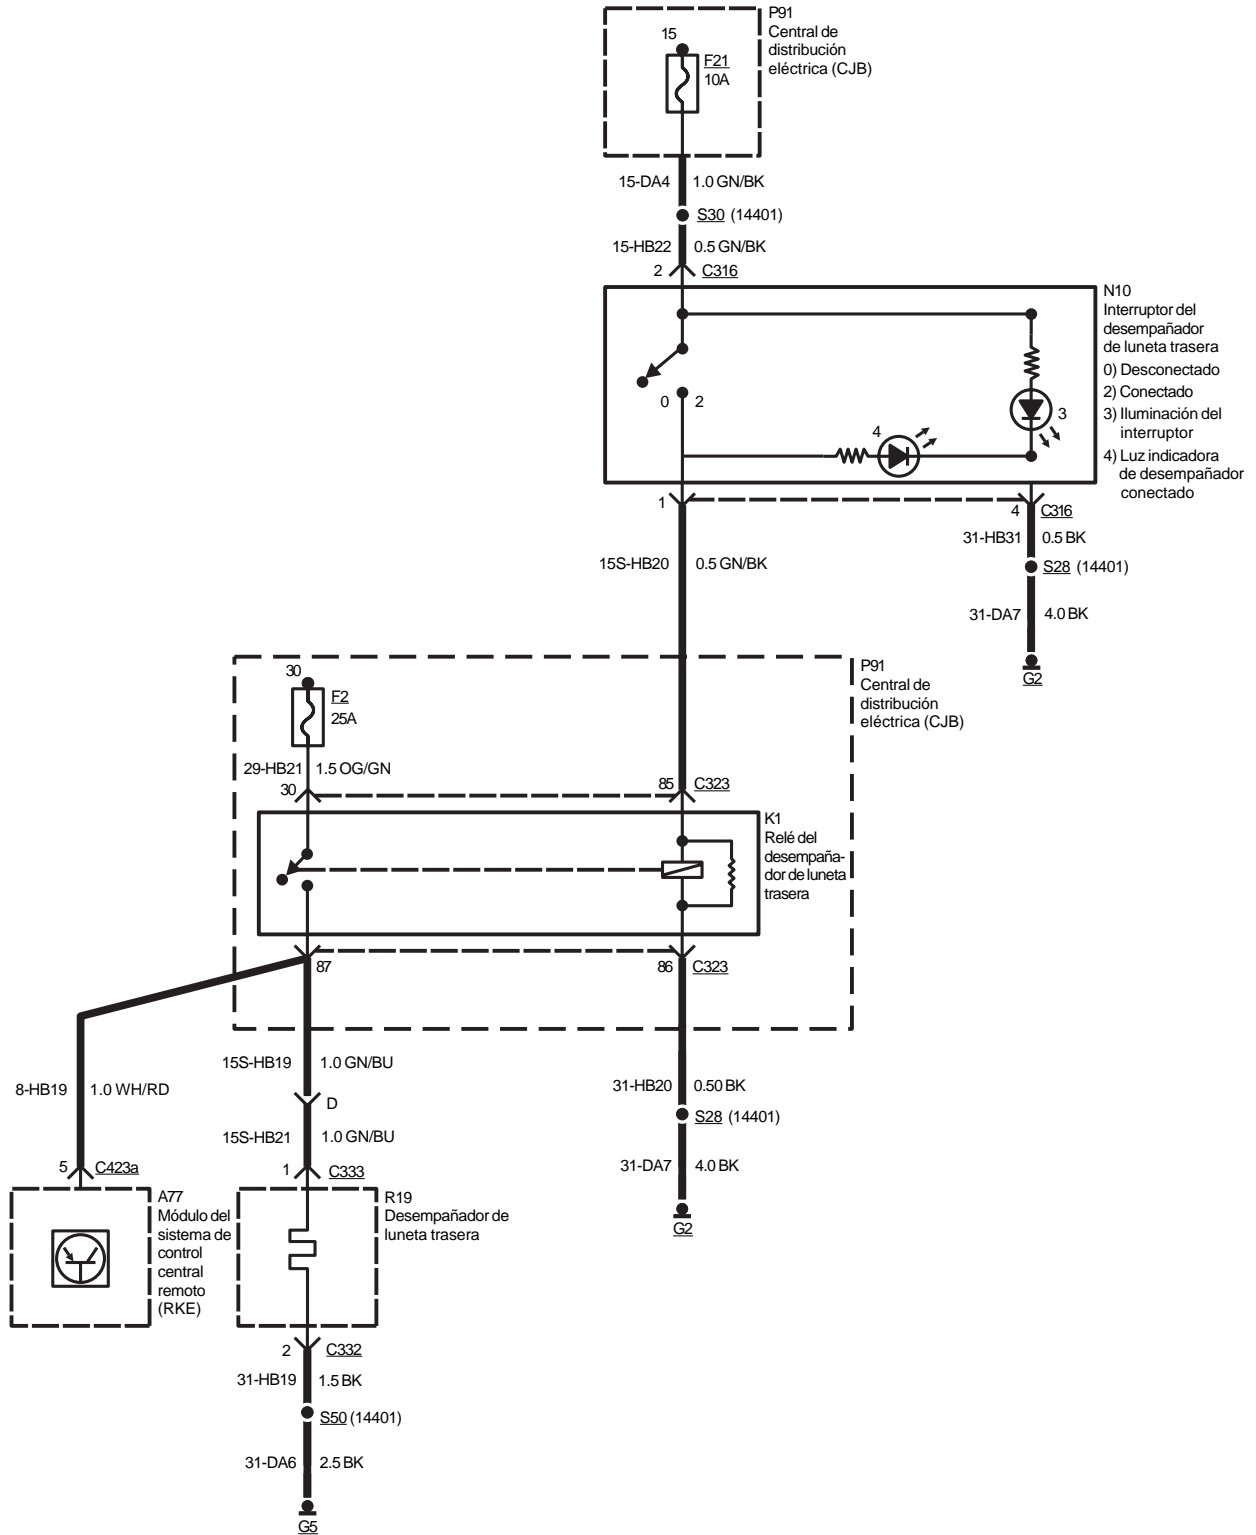 P91
Central de
distribución
eléctrica (CJB)
15
F21
10A
15-DA4 1.0 GN/BK
S30 (14401)
15-HB22 0.5 GN/BK
2 C316
N10
Interruptor del
desempañador
de luneta trasera
0) Desconectado
2) Conectado
3) Iluminación del
interruptor
4) Luz indicadora
de desempañador
conectado
0 2
3
4
1
4 C316
31-HB31 0.5 BK
15S-HB20 0.5 GN/BK
S28 (14401)
31-DA7 4.0 BK
G2
P91
Central de
distribución
eléctrica (CJB)
30
F2
25A
29-HB21 1.5 OG/GN
30
85 C323
K1
Relé del
desempaña-
dor de luneta
trasera
87
86 C323
15S-HB19 1.0 GN/BU
8-HB19 1.0 WH/RD
31-HB20 0.50 BK
D
S28 (14401)
15S-HB21 1.0 GN/BU
5 C423a
1 C333
31-DA7 4.0 BK
G2
A77
Módulo del
sistema de
control
central
remoto
(RKE)
R19
Desempañador de
luneta trasera
2 C332
31-HB19 1.5 BK
S50 (14401)
31-DA6 2.5 BK
G5